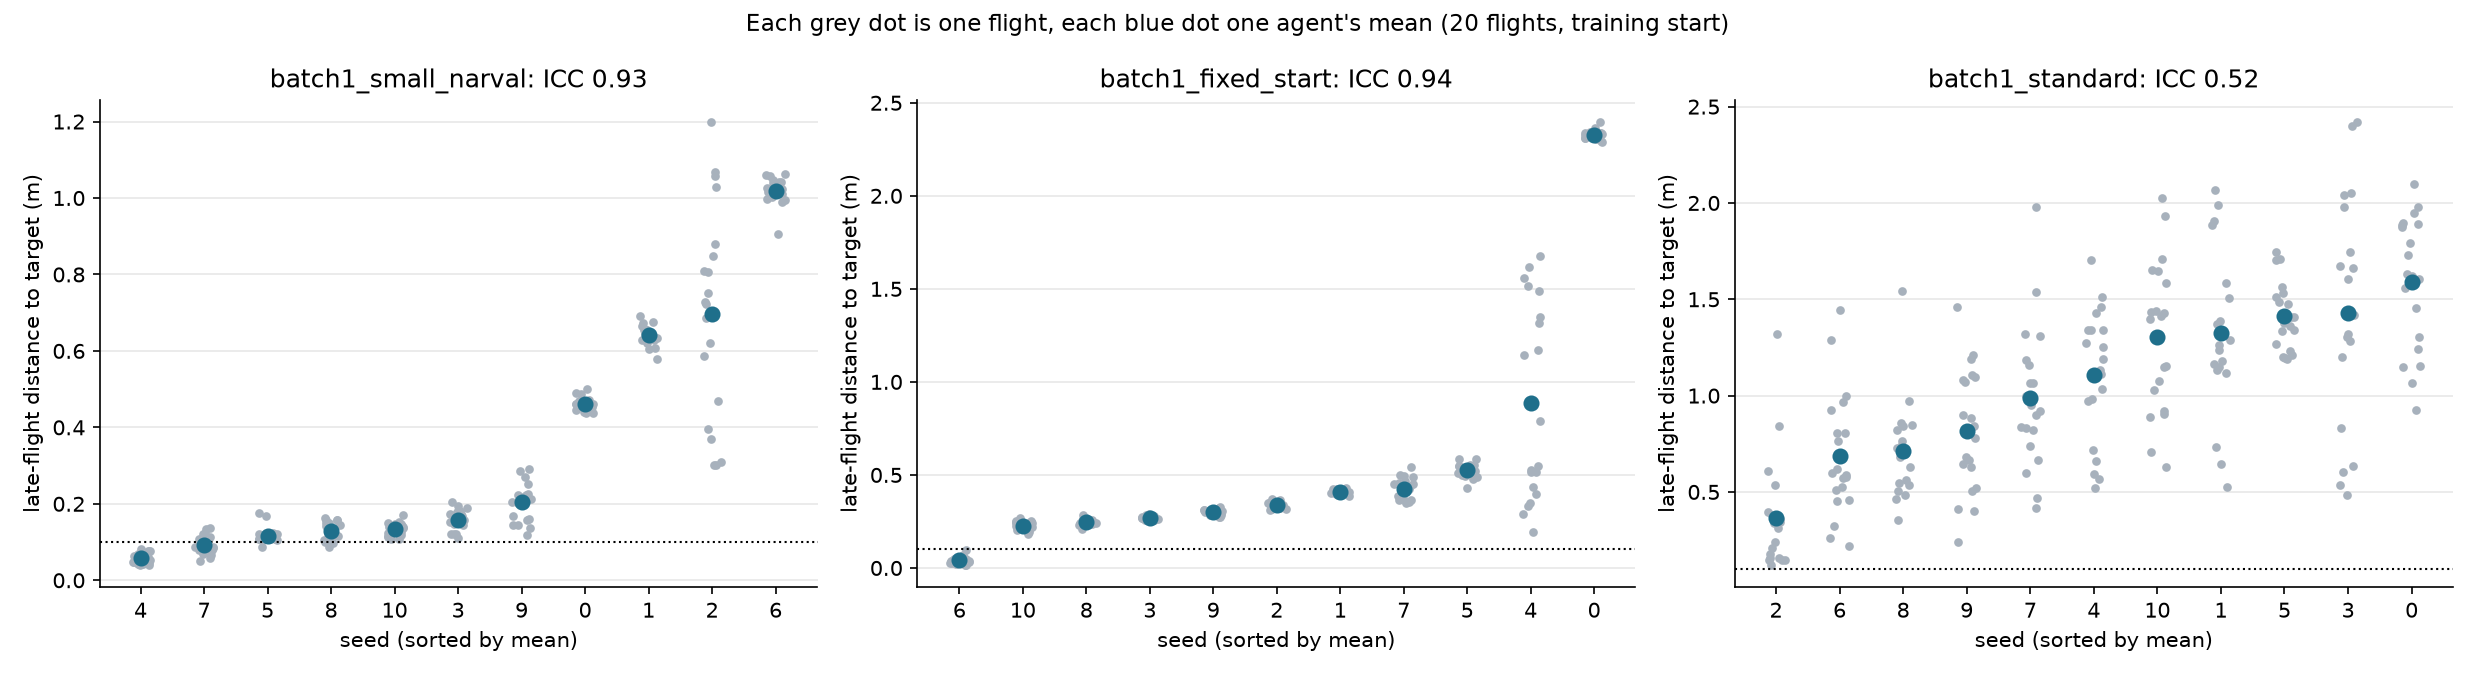 Each grey dot is one flight, each blue dot one agent's mean (20 flights, training start)
batch1_small_narval: ICC 0.93
late-flight distance to target (m)
1.2
1.0
0.8
0.6
0.4
0.2
0.0
4 7 5 8 10 3 9 0 1 2 6
seed (sorted by mean)
batch1_fixed_start: ICC 0.94
late-flight distance to target (m)
2.5
2.0
1.5
1.0
0.5
0.0
6 10 8 3 9 2 1 7 5 4 0
seed (sorted by mean)
batch1_standard: ICC 0.52
late-flight distance to target (m)
2.5
2.0
1.5
1.0
0.5
2 6 8 9 7 4 10 1 5 3 0
seed (sorted by mean)